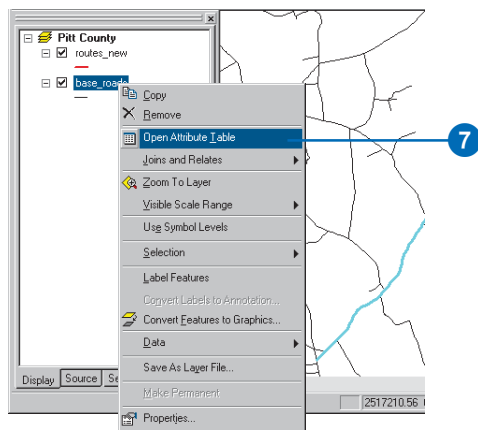 Pitt County
routes_new
base_roads
Copy
Remove
Open Attribute Table
7
Joins and Relates
Zoom To Layer
Visible Scale Range
Use Symbol Levels
Selection
Label Features
Convert Labels to Annotation...
Convert Features to Graphics...
Data
Save As Layer File...
Make Permanent
Properties...
Display Source Se
2517210.56